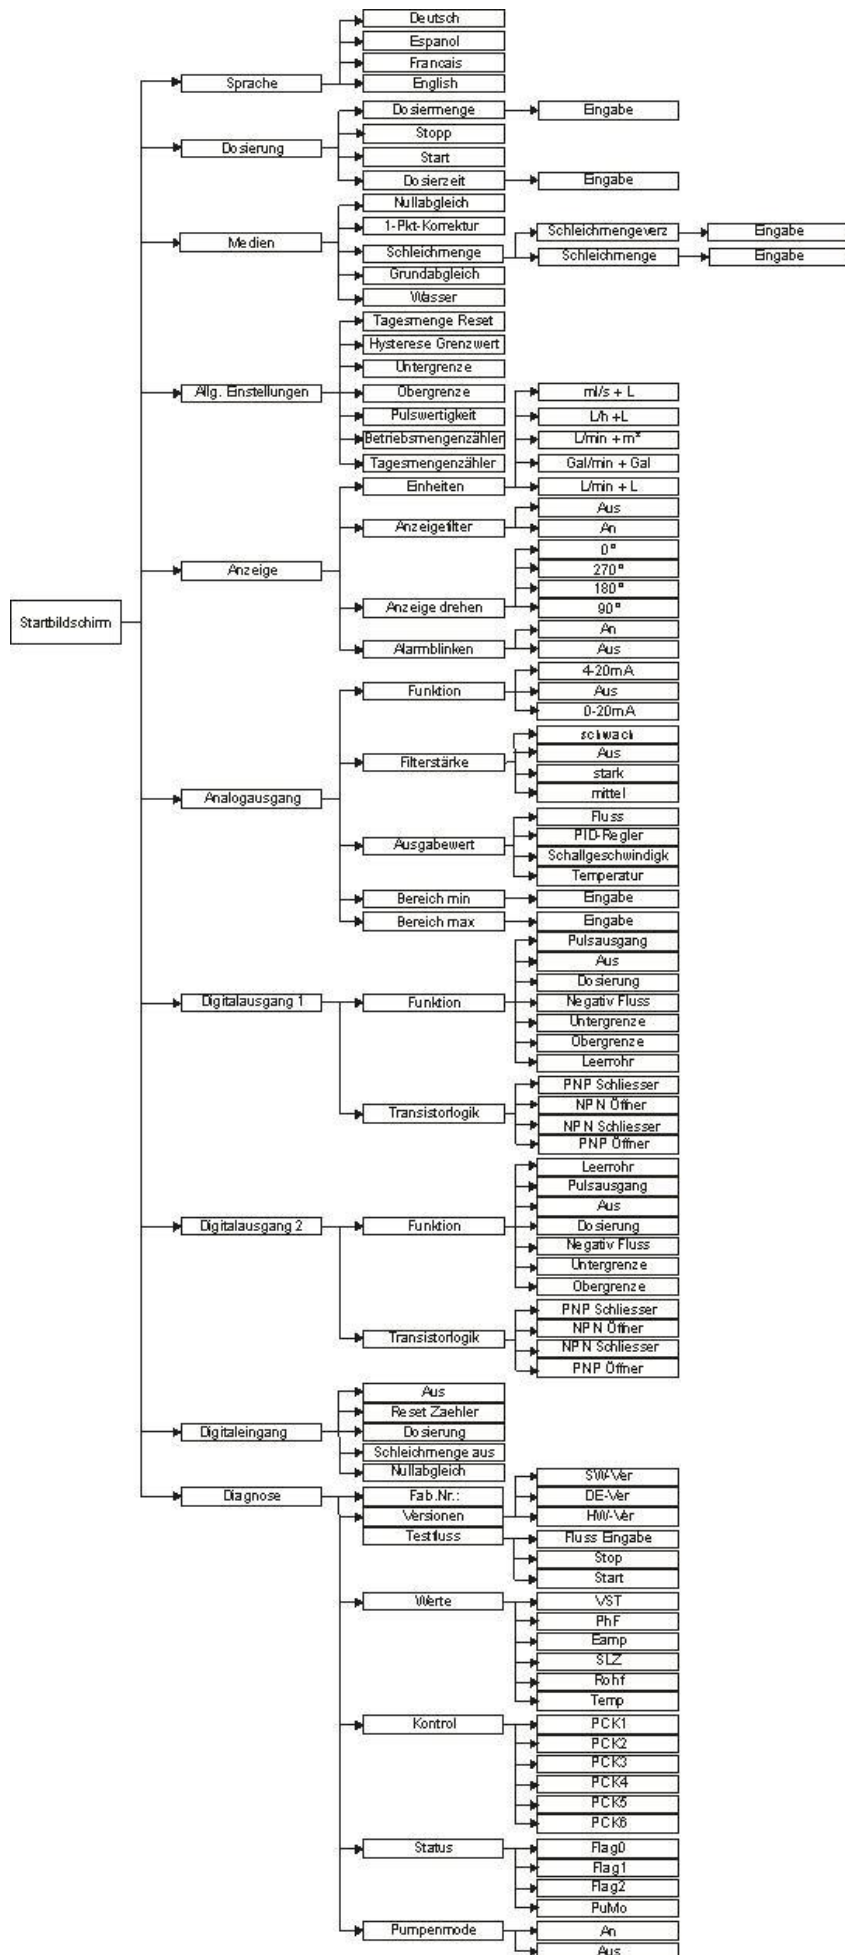 Deutsch
Espanol
Francais
Sprache
English
Dosiermenge
Eingabe
Stopp
Dosierung
Start
Dosierzeit
Eingabe
Nullabgleich
1-Pkt-Korrektur
Schleichmengeverz
Eingabe
Medien
Schleichmenge
Schleichmenge
Eingabe
Grundabgleich
Wasser
Tagesmenge Reset
Hysterese Grenzwert
Untergrenze
Allg. Einstellungen
Obergrenze
ml/s + L
Pulswertigkeit
L/h +L
Betriebsmengenzähler
L/min + m³
Tagesmengenzähler
Gal/min + Gal
Einheiten
L/min + L
Aus
Anzeigefilter
An
0°
Anzeige
270°
180°
Anzeige drehen
90°
Startbildschirm
An
Alarmblinken
Aus
4-20mA
Funktion
Aus
0-20mA
schwach
Aus
Filterstärke
stark
mittel
Analogausgang
Fluss
PID-Regler
Ausgabewert
Schallgeschwindigk
Temperatur
Bereich min
Eingabe
Bereich max
Eingabe
Pulsausgang
Aus
Dosierung
Digitalausgang 1
Funktion
Negativ Fluss
Untergrenze
Obergrenze
Leerrohr
PNP Schliesser
NPN Öffner
Transistorlogik
NPN Schliesser
PNP Öffner
Leerrohr
Pulsausgang
Aus
Digitalausgang 2
Funktion
Dosierung
Negativ Fluss
Untergrenze
Obergrenze
PNP Schliesser
NPN Öffner
Transistorlogik
NPN Schliesser
PNP Öffner
Aus
Reset Zaehler
Digitaleingang
Dosierung
Schleichmenge aus
Nullabgleich
SW-Ver
Diagnose
Fab.Nr.:
DE-Ver
Versionen
HW-Ver
Testfluss
Fluss Eingabe
Stop
Start
Werte
VST
PhF
Eamp
SLZ
Rohf
Temp
Kontrol
PCK1
PCK2
PCK3
PCK4
PCK5
PCK6
Status
Flag0
Flag1
Flag2
PuMo
Pumpenmode
An
Aus